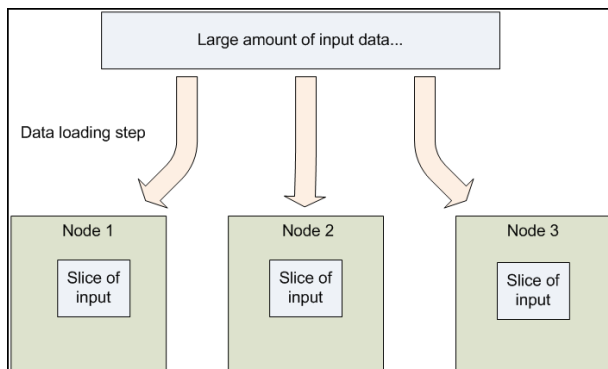 Large amount of input data...
Data loading step
Node 1
Node 2
Node 3
Slice of
input
Slice of
input
Slice of
input